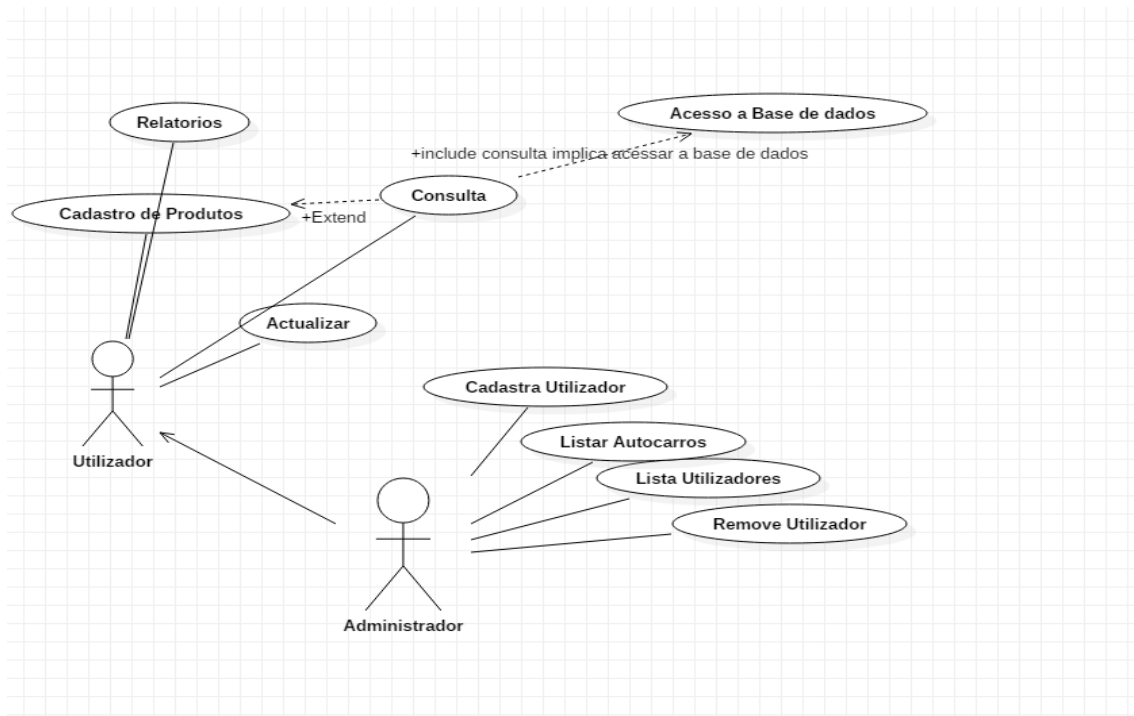 Relatorios
Acesso a Base de dados
+include consulta implica acessar a base de dados
Consulta
Cadastro de Produtos
+Extend
Actualizar
Cadastra Utilizador
Listar Autocarros
Utilizador
Lista Utilizadores
Remove Utilizador
Administrador